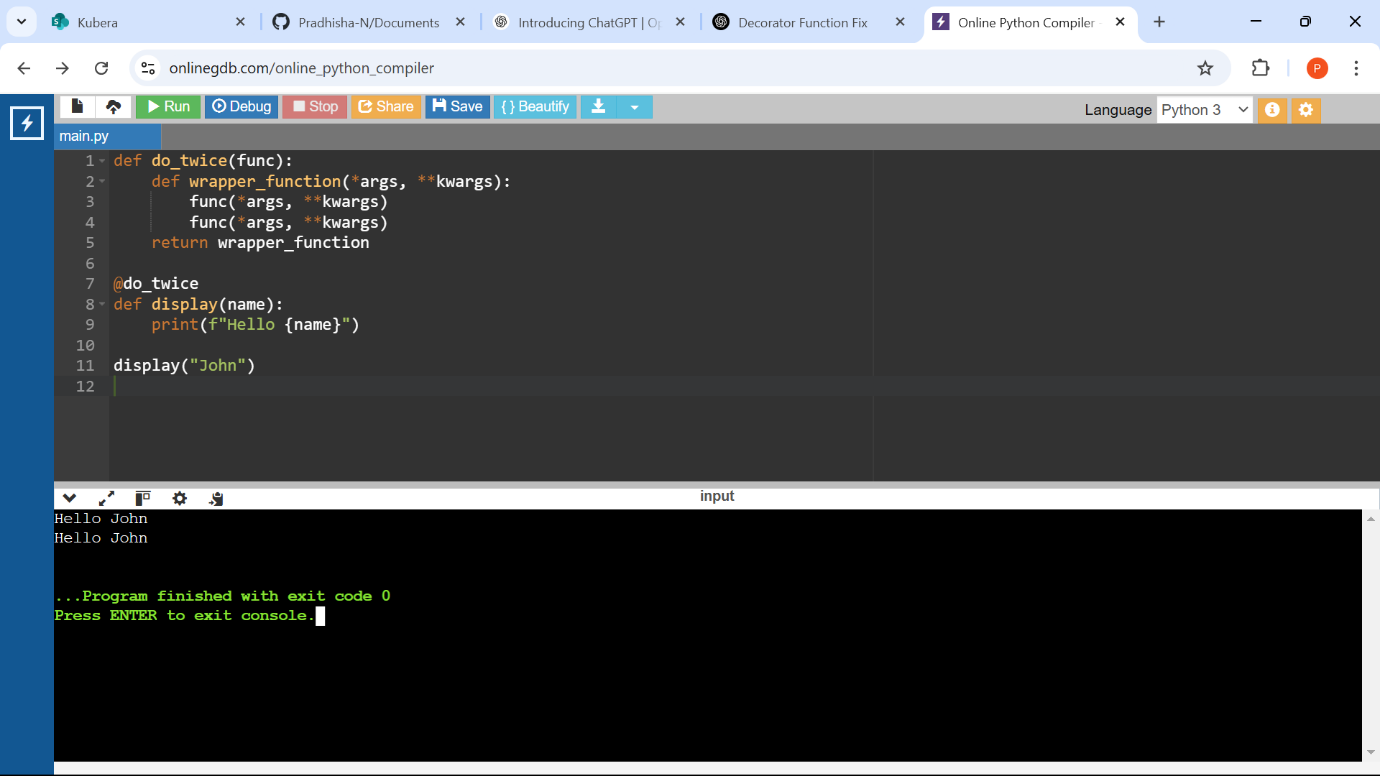 Kubera
Pradhisha-N/Documents
Introducing ChatGPT | Op
Decorator Function Fix
Online Python Compiler -
onlinegdb.com/online_python_compiler
P
Run
Debug
Stop
Share
Save
{ } Beautify
Language
Python 3
main.py
1 def do_twice(func):
2     def wrapper_function(*args, **kwargs):
3         func(*args, **kwargs)
4         func(*args, **kwargs)
5     return wrapper_function
6
7 @do_twice
8 def display(name):
9     print(f"Hello {name}")
10
11 display("John")
12
input
Hello John
Hello John
...Program finished with exit code 0
Press ENTER to exit console.